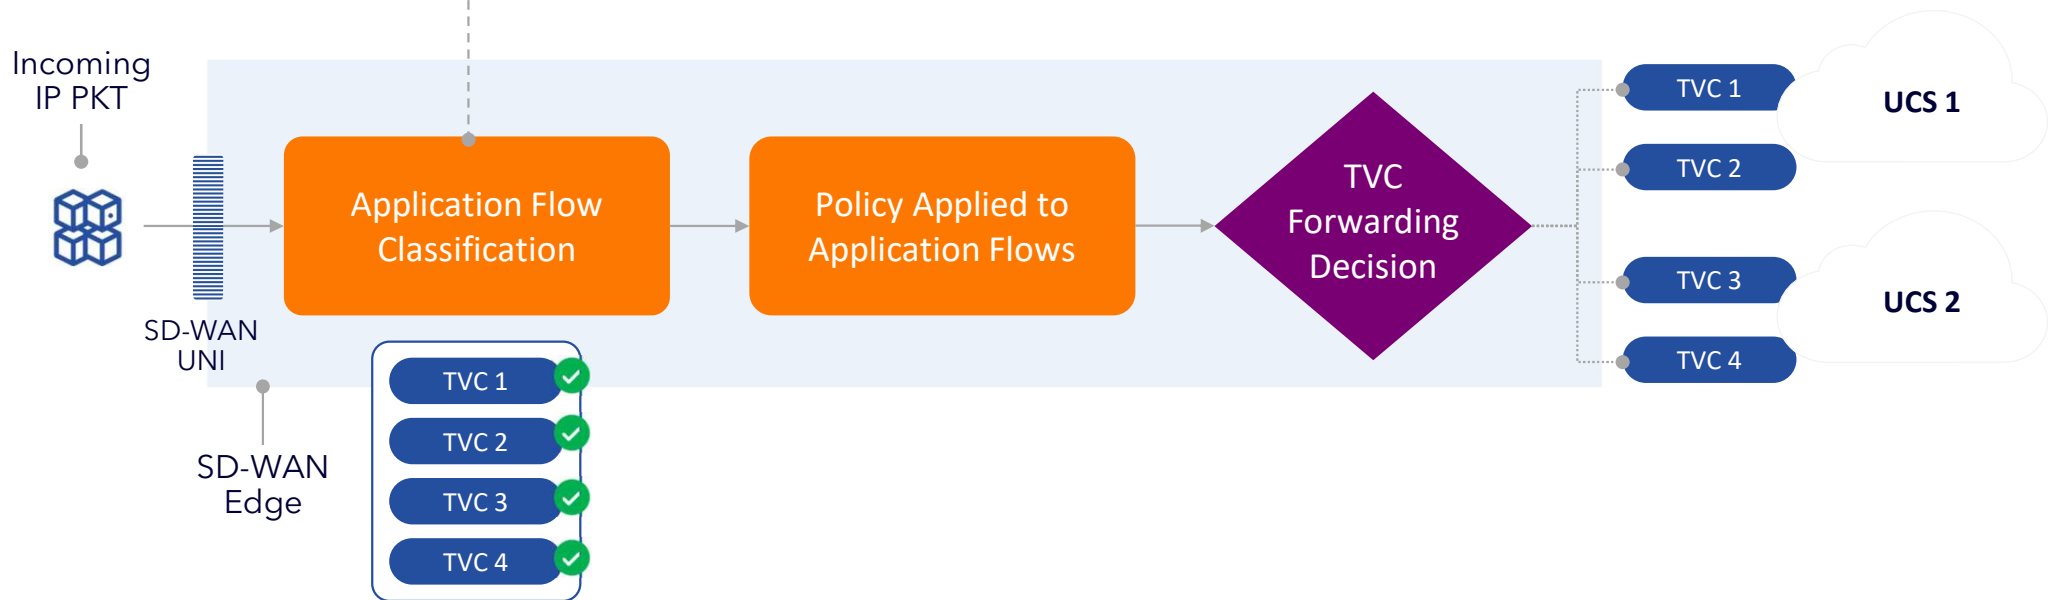 Incoming
IP PKT
SD-WAN
UNI
SD-WAN
Edge
Application Flow
Classification
TVC 1
TVC 2
TVC 3
TVC 4
Policy Applied to
Application Flows
TVC
Forwarding
Decision
TVC 1
TVC 2
TVC 3
TVC 4
UCS 1
UCS 2